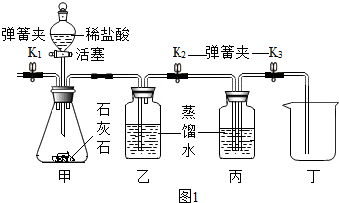 弹簧夹 稀盐酸
K₁ 活塞 K₂ 弹簧夹 K₃
石灰石
蒸馏水
甲 乙 丙 丁
图1